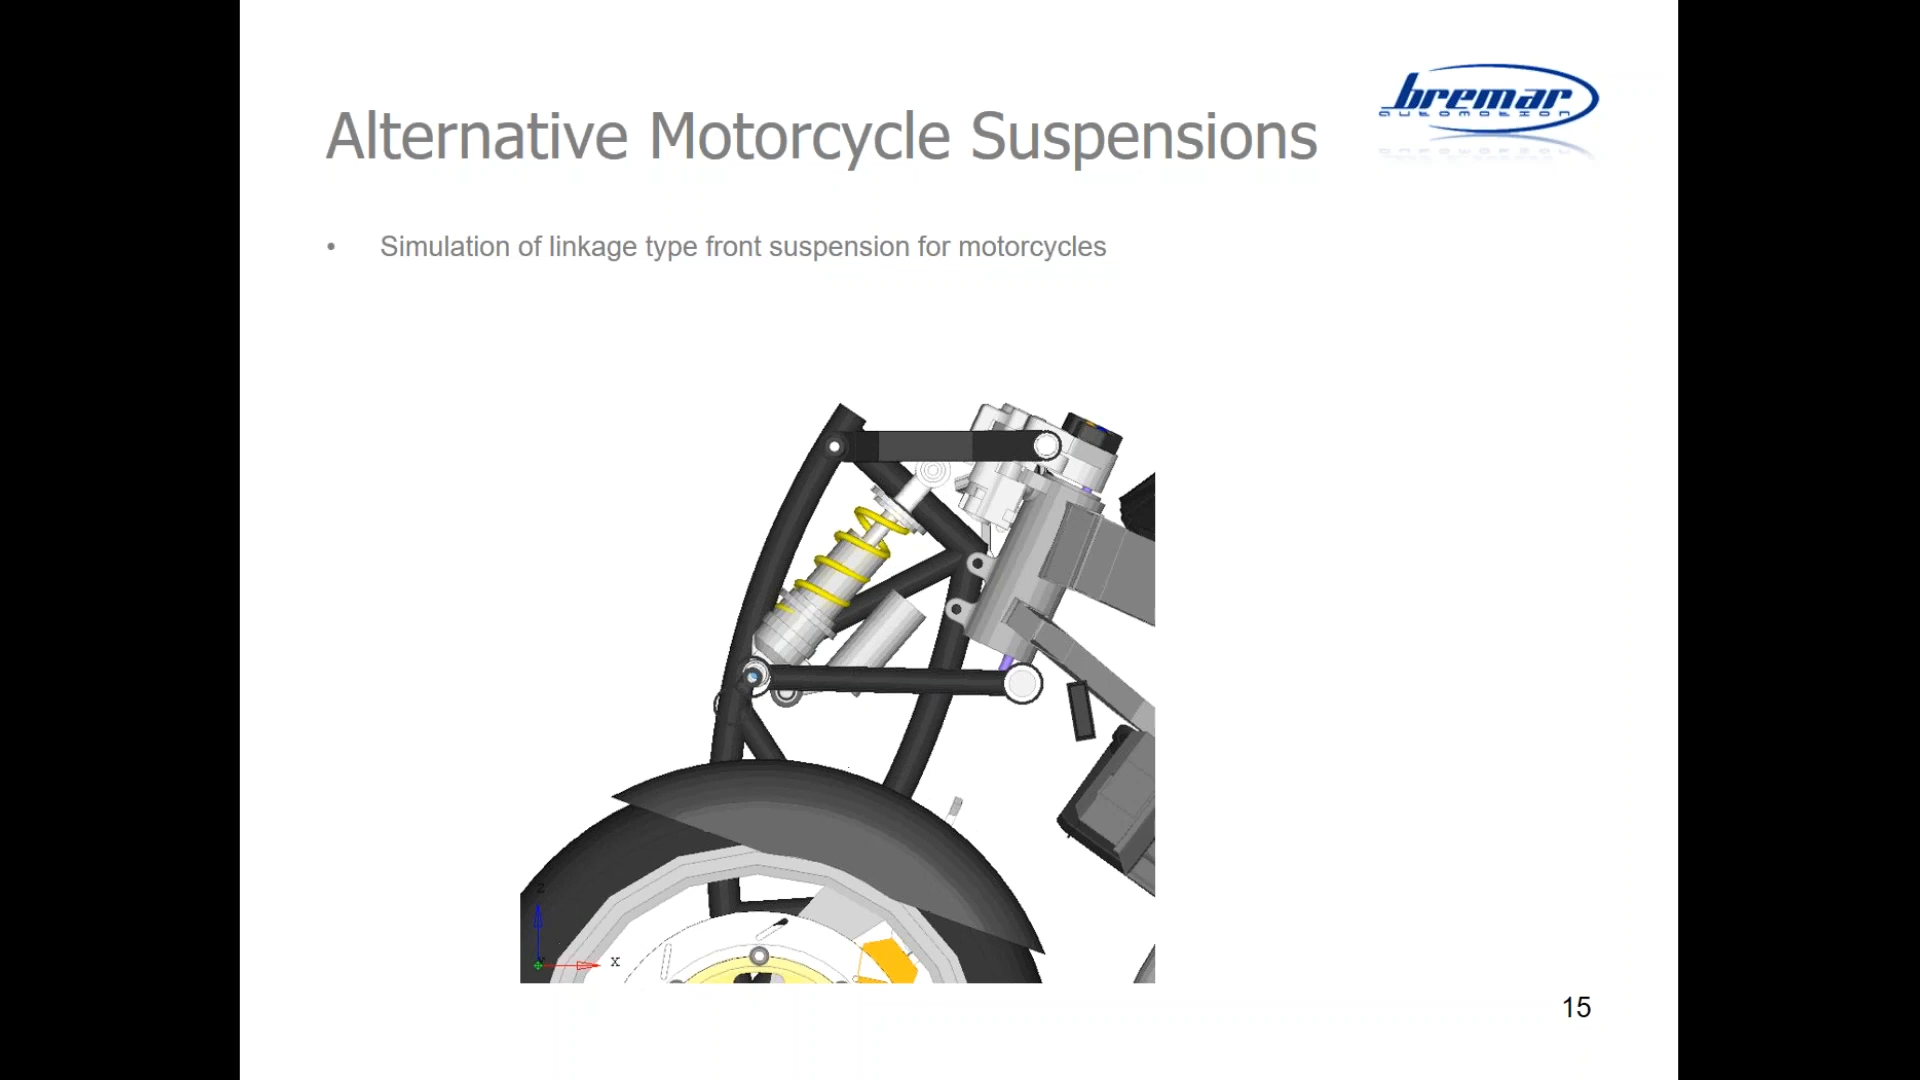 Alternative Motorcycle Suspensions
bremar
automotion
• Simulation of linkage type front suspension for motorcycles
z
x
15